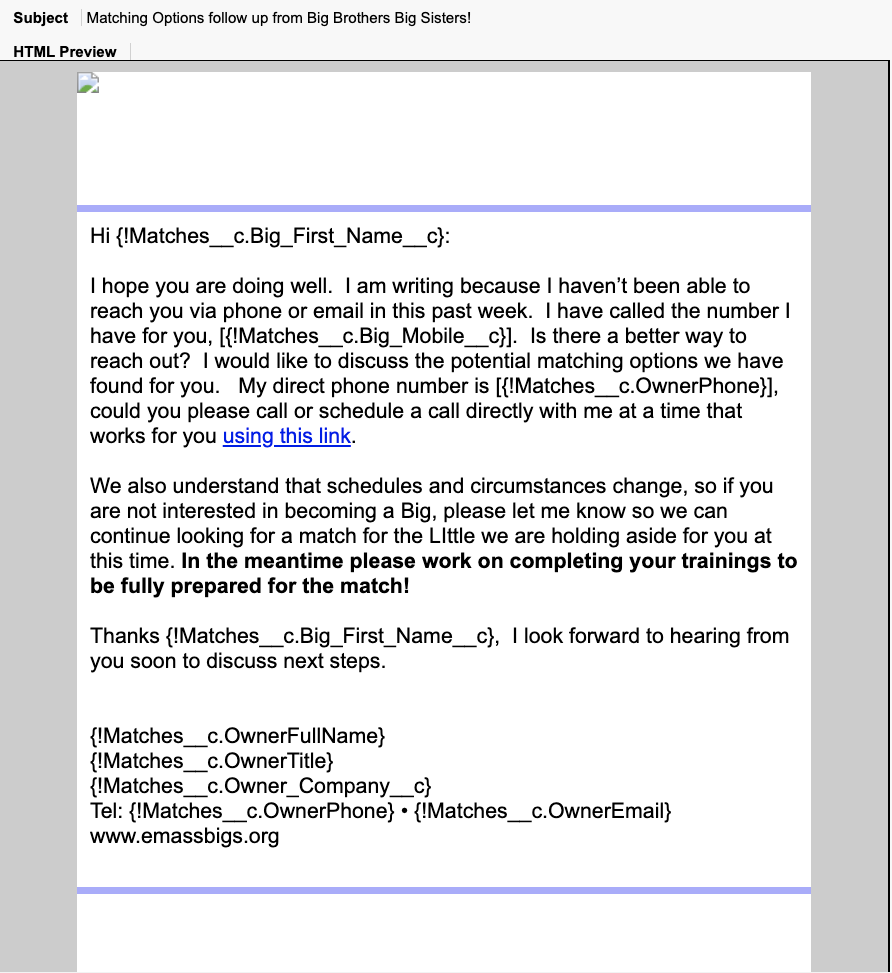 Subject Matching Options follow up from Big Brothers Big Sisters!
HTML Preview
Hi {!Matches__c.Big_First_Name__c}:
I hope you are doing well.  I am writing because I haven’t been able to
reach you via phone or email in this past week.  I have called the number I
have for you, [{!Matches__c.Big_Mobile__c}].  Is there a better way to
reach out?  I would like to discuss the potential matching options we have
found for you.   My direct phone number is [{!Matches__c.OwnerPhone}],
could you please call or schedule a call directly with me at a time that
works for you using this link.
We also understand that schedules and circumstances change, so if you
are not interested in becoming a Big, please let me know so we can
continue looking for a match for the LIttle we are holding aside for you at
this time. In the meantime please work on completing your trainings to
be fully prepared for the match!
Thanks {!Matches__c.Big_First_Name__c},  I look forward to hearing from
you soon to discuss next steps.
{!Matches__c.OwnerFullName}
{!Matches__c.OwnerTitle}
{!Matches__c.Owner_Company__c}
Tel: {!Matches__c.OwnerPhone} • {!Matches__c.OwnerEmail}
www.emassbigs.org